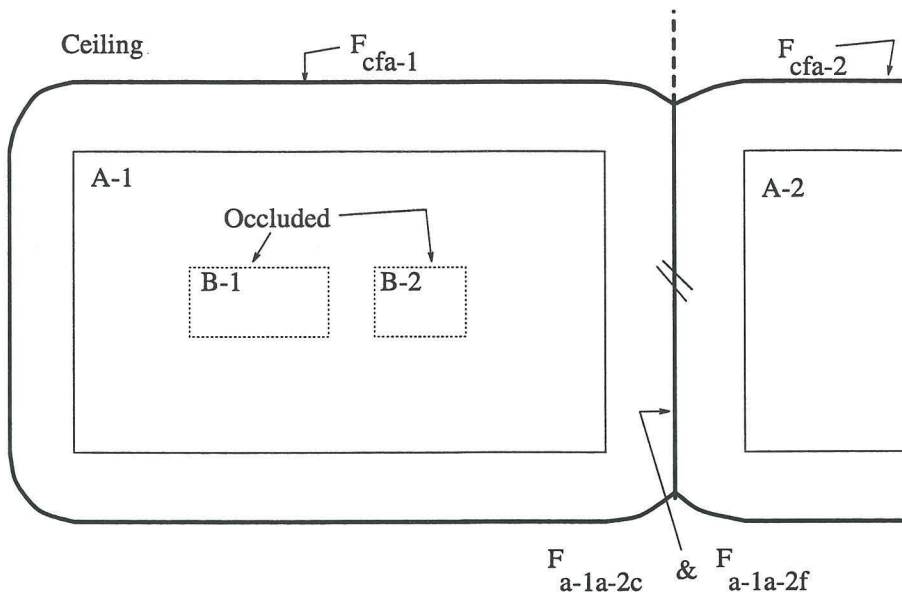 Ceiling
F cfa-1
F cfa-2
A-1
A-2
Occluded
B-1
B-2
F a-1a-2c & F a-1a-2f